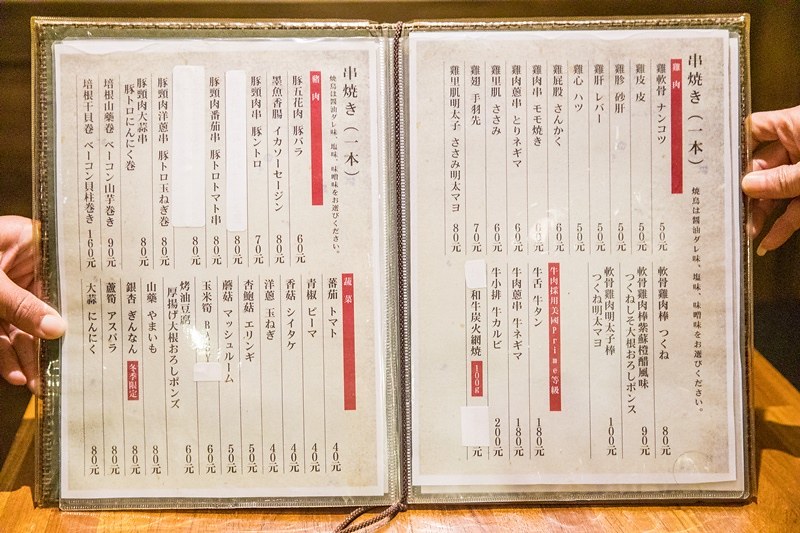 串焼き（一本）
焼鳥は醤油ダレ味、塩味、味噌味をお選びください。
雞肉
雞軟骨 ナンコツ 50元
雞皮 皮 50元
雞胗 砂肝 50元
雞肝 レバー 50元
雞心 ハツ 50元
雞屁股 さんかく 60元
雞肉串 モモ焼き 60元
雞肉蔥串 とりネギマ 60元
雞里肌 ささみ 60元
雞翅 手羽先 70元
雞里肌明太子 ささみ明太マヨ 80元
軟骨雞肉棒 つくね 80元
軟骨雞肉棒紫蘇橙醋風味
つくねしそ大根おろしポンス 90元
軟骨雞肉明太子棒
つくね明太マヨ 100元
牛肉採用美國Prime等級
牛舌 牛タン 180元
牛肉蔥串 牛ネギマ 180元
牛小排 牛カルビ 200元
和牛炭火網燒 100g
元
串焼き（一本）
焼鳥は醤油ダレ味、塩味、味噌味をお選びください。
豬肉
豚五花肉 豚バラ 60元
墨魚香腸 イカソーセージン 80元
豚頸肉串 豚トントロ 70元
80元
豚頸肉番茄串 豚トロトマト串 80元
80元
豚頸肉洋蔥串 豚トロ玉ねぎ巻 80元
豚頸肉大蒜串
豚トロにんにく巻 80元
培根山藥卷 ベーコン山芋巻き 90元
培根干貝卷 ベーコン貝柱巻き 160元
蔬菜
蕃茄 トマト 40元
青椒 ピーマ 40元
香菇 シイタケ 40元
洋蔥 玉ねぎ 40元
杏鮑菇 エリンギ 50元
蘑菇 マッシュルーム 50元
玉米筍 60元
烤油豆腐
厚揚げ大根おろしポンズ 60元
山藥 やまいも 80元
銀杏 ぎんなん 冬季限定 80元
蘆筍 アスパラ 80元
大蒜 にんにく 80元